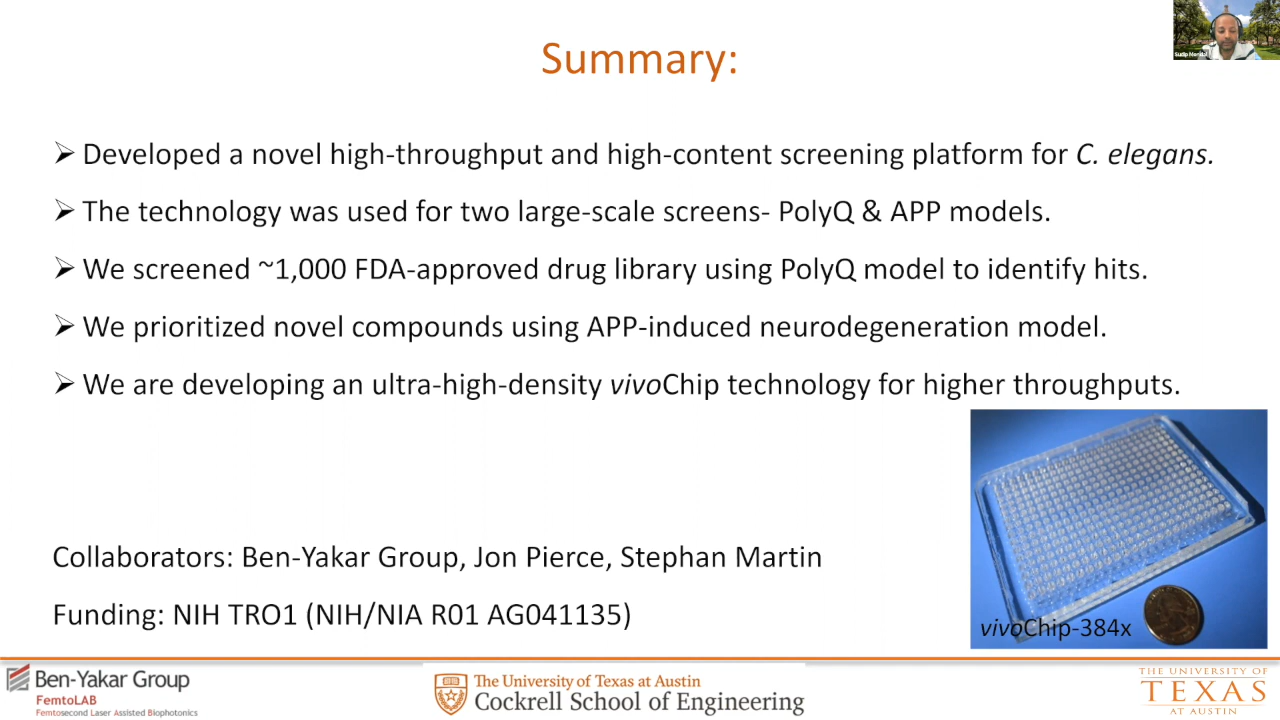 Summary:
Sudip Mondal
➢ Developed a novel high-throughput and high-content screening platform for C. elegans.
➢ The technology was used for two large-scale screens- PolyQ & APP models.
➢ We screened ~1,000 FDA-approved drug library using PolyQ model to identify hits.
➢ We prioritized novel compounds using APP-induced neurodegeneration model.
➢ We are developing an ultra-high-density vivoChip technology for higher throughputs.
Collaborators: Ben-Yakar Group, Jon Pierce, Stephan Martin
Funding: NIH TRO1 (NIH/NIA R01 AG041135)
vivoChip-384x
Ben-Yakar Group
FemtoLAB
Femtosecond Laser Assisted Biophotonics
The University of Texas at Austin
Cockrell School of Engineering
THE UNIVERSITY OF
TEXAS
AT AUSTIN